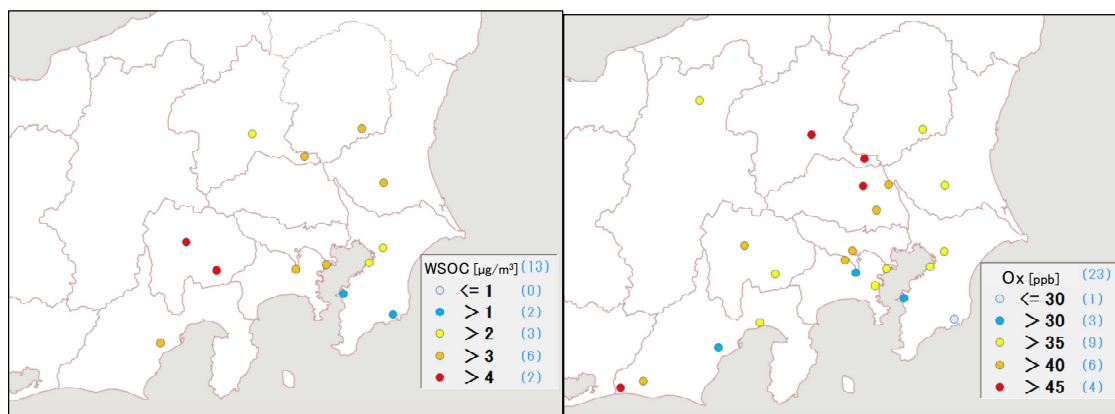 WSOC [μg/m³] (13)
<= 1 (0)
> 1 (2)
> 2 (3)
> 3 (6)
> 4 (2)
Ox [ppb] (23)
<= 30 (1)
> 30 (3)
> 35 (9)
> 40 (6)
> 45 (4)